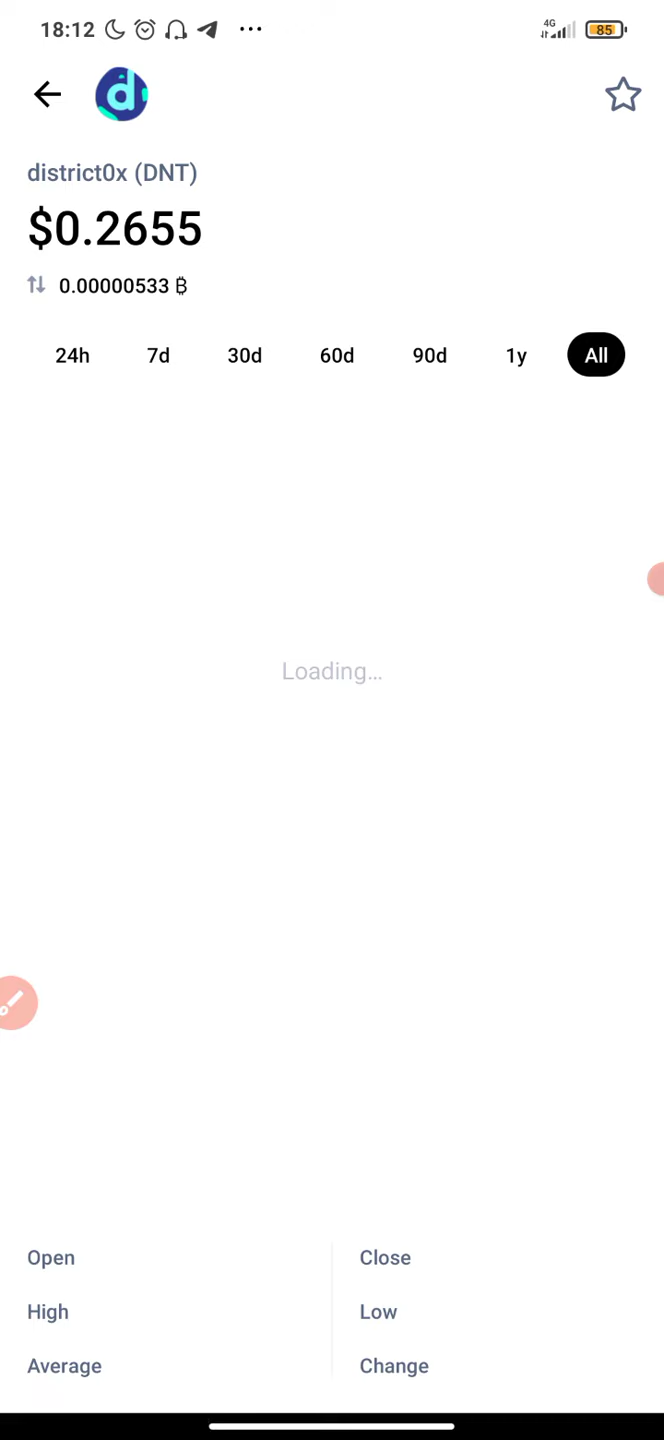 18:12 4G 85
d
district0x (DNT)
$0.2655
0.00000533 ₿
24h 7d 30d 60d 90d 1y All
Loading...
Open Close
High Low
Average Change